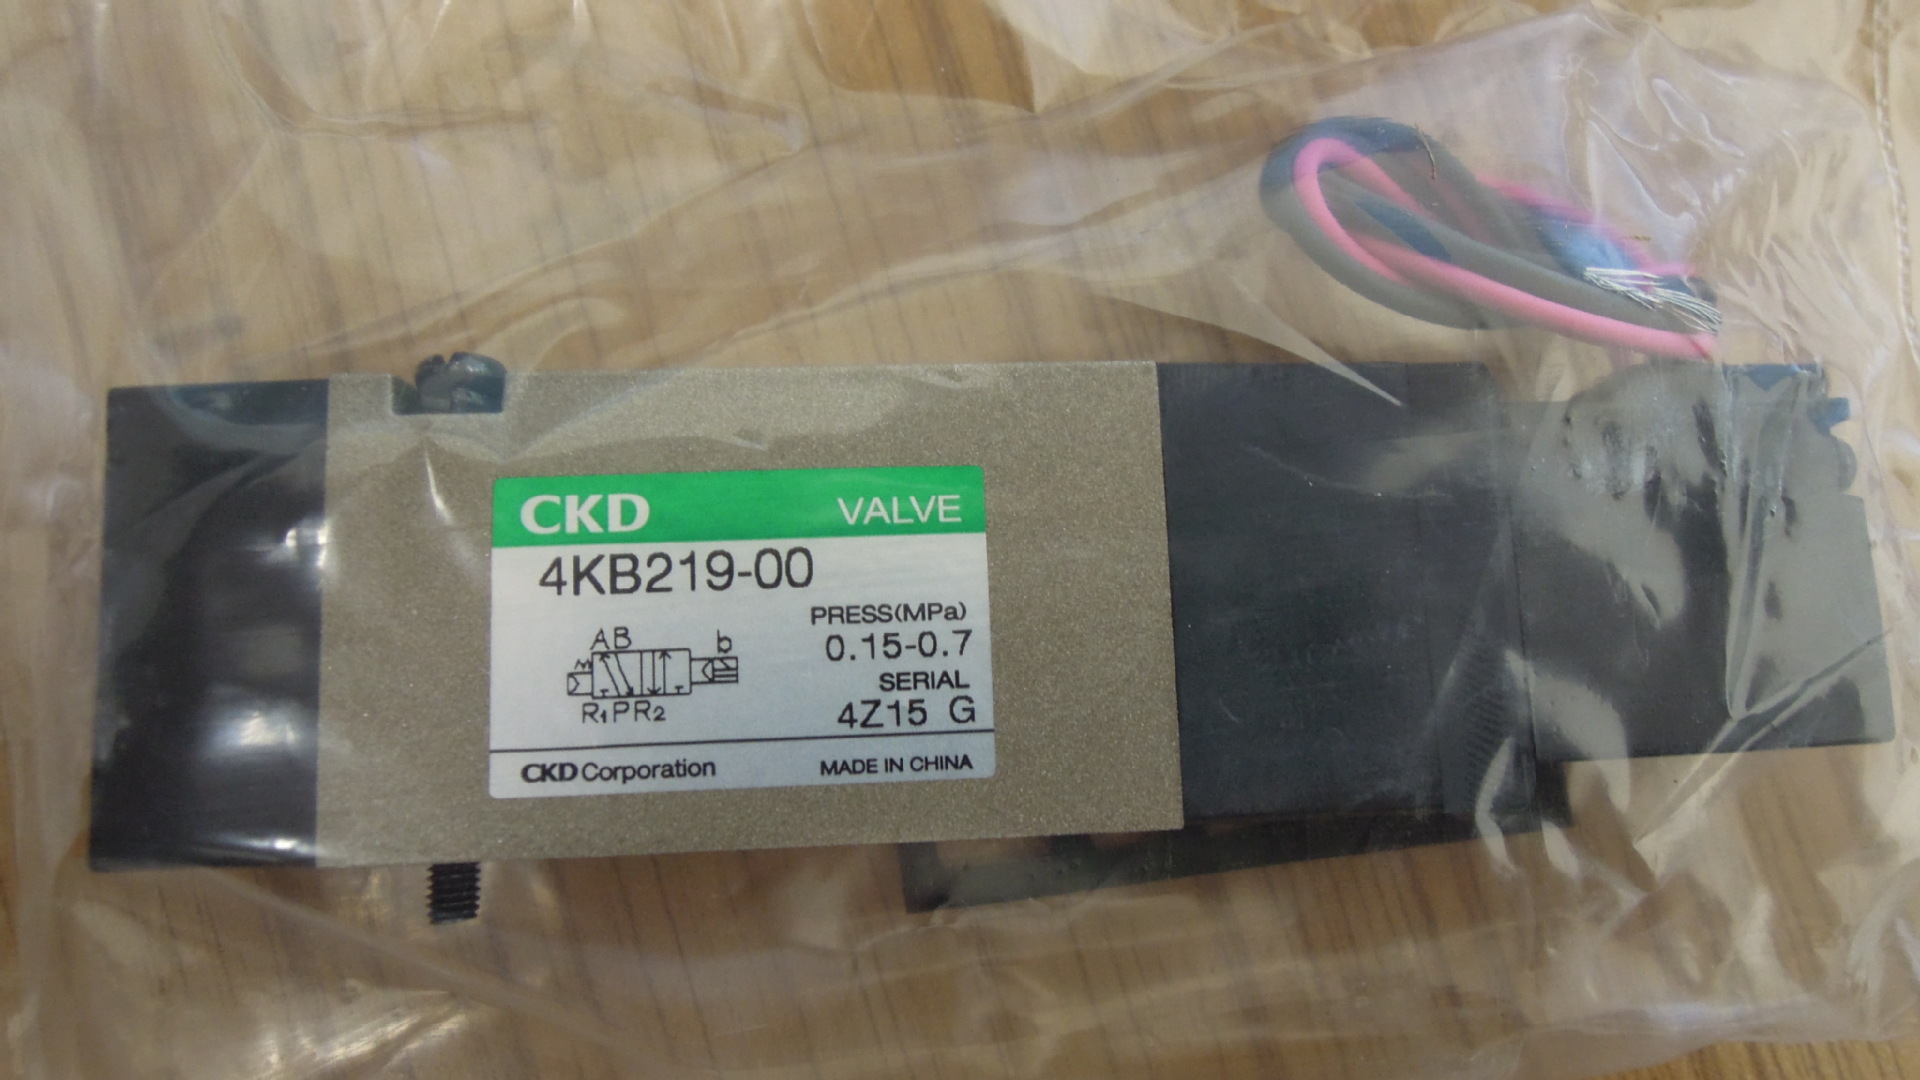 CKD VALVE
4KB219-00
PRESS(MPa)
0.15-0.7
SERIAL
4Z15 G
AB b
R1PR2
CKD Corporation MADE IN CHINA